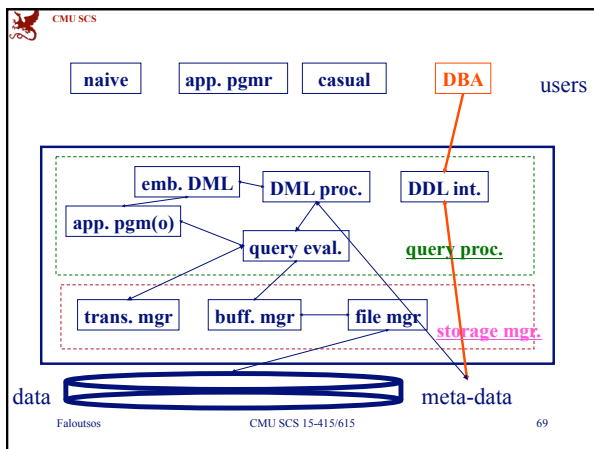 CMU SCS
naive
app. pgmr
casual
DBA
users
emb. DML
DML proc.
DDL int.
app. pgm(o)
query eval.
query proc.
trans. mgr
buff. mgr
file mgr
storage mgr.
data
meta-data
Faloutsos
CMU SCS 15-415/615
69